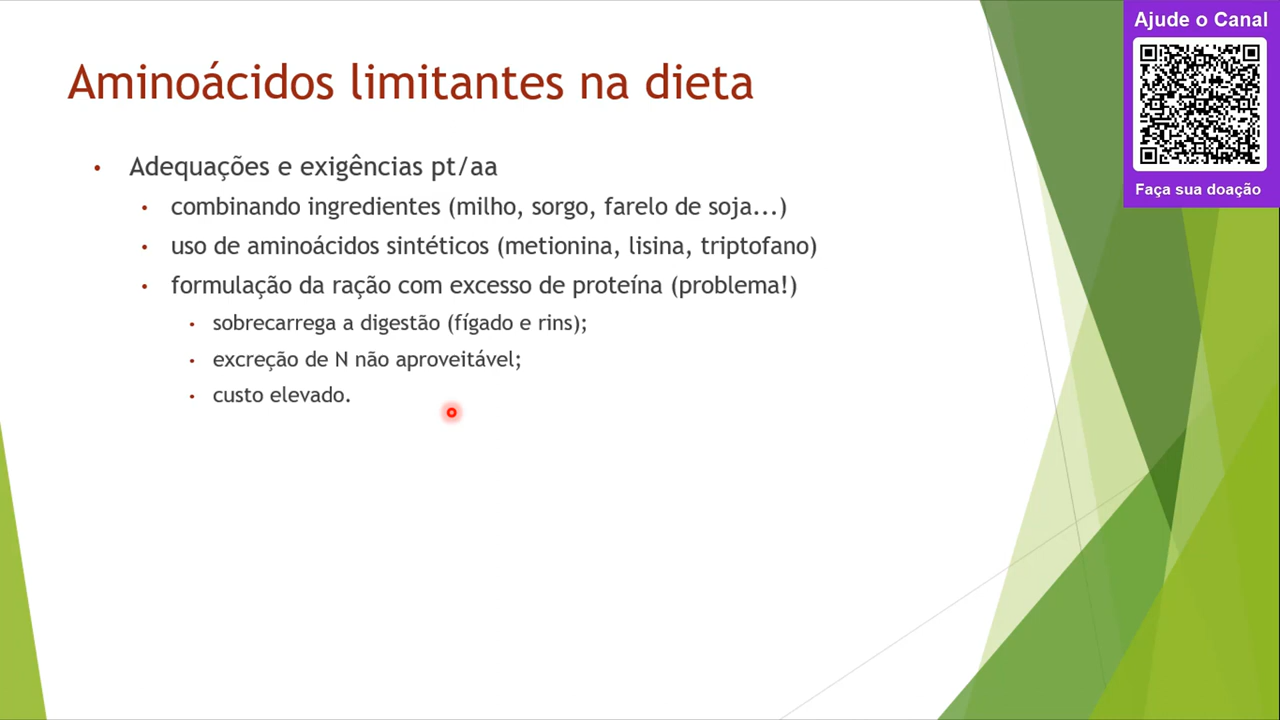 Aminoácidos limitantes na dieta
• Adequações e exigências pt/aa
• combinando ingredientes (milho, sorgo, farelo de soja...)
• uso de aminoácidos sintéticos (metionina, lisina, triptofano)
• formulação da ração com excesso de proteína (problema!)
• sobrecarrega a digestão (fígado e rins);
• excreção de N não aproveitável;
• custo elevado.
Ajude o Canal
Faça sua doação